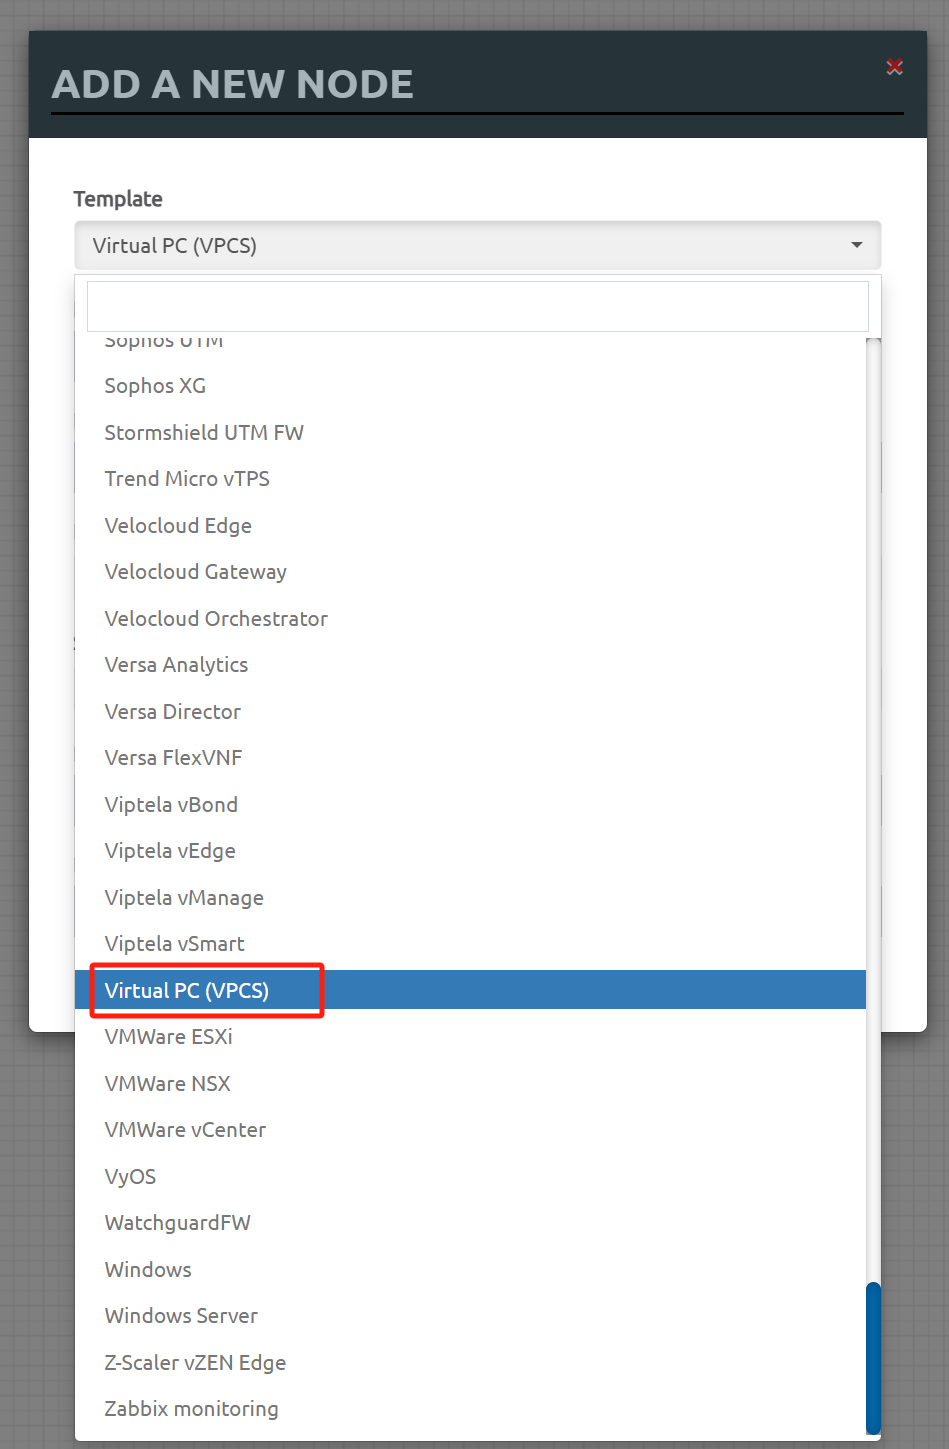 ADD A NEW NODE
Template
Virtual PC (VPCS)
Sophos UTM
Sophos XG
Stormshield UTM FW
Trend Micro vTPS
Velocloud Edge
Velocloud Gateway
Velocloud Orchestrator
Versa Analytics
Versa Director
Versa FlexVNF
Viptela vBond
Viptela vEdge
Viptela vManage
Viptela vSmart
Virtual PC (VPCS)
VMWare ESXi
VMWare NSX
VMWare vCenter
VyOS
WatchguardFW
Windows
Windows Server
Z-Scaler vZEN Edge
Zabbix monitoring